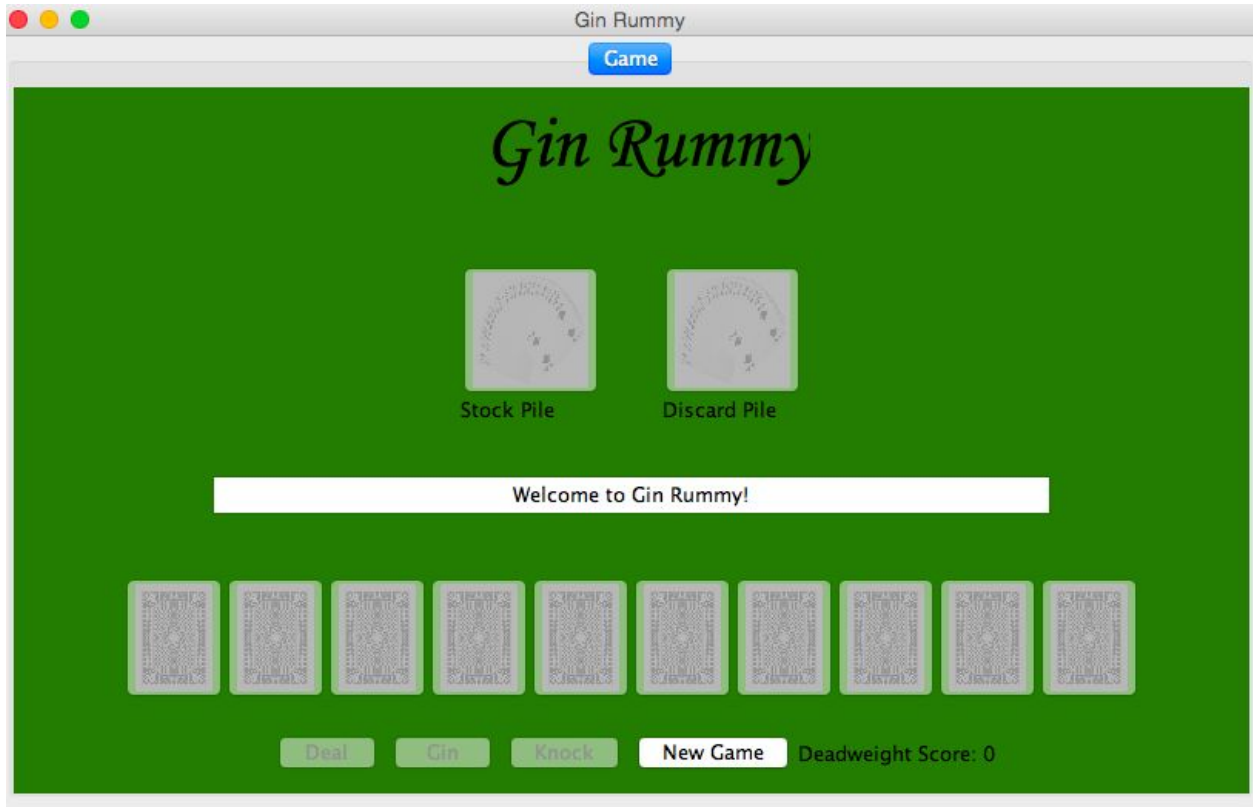 Gin Rummy
Game
Gin Rummy
Stock Pile Discard Pile
Welcome to Gin Rummy!
Deal Gin Knock New Game Deadweight Score: 0